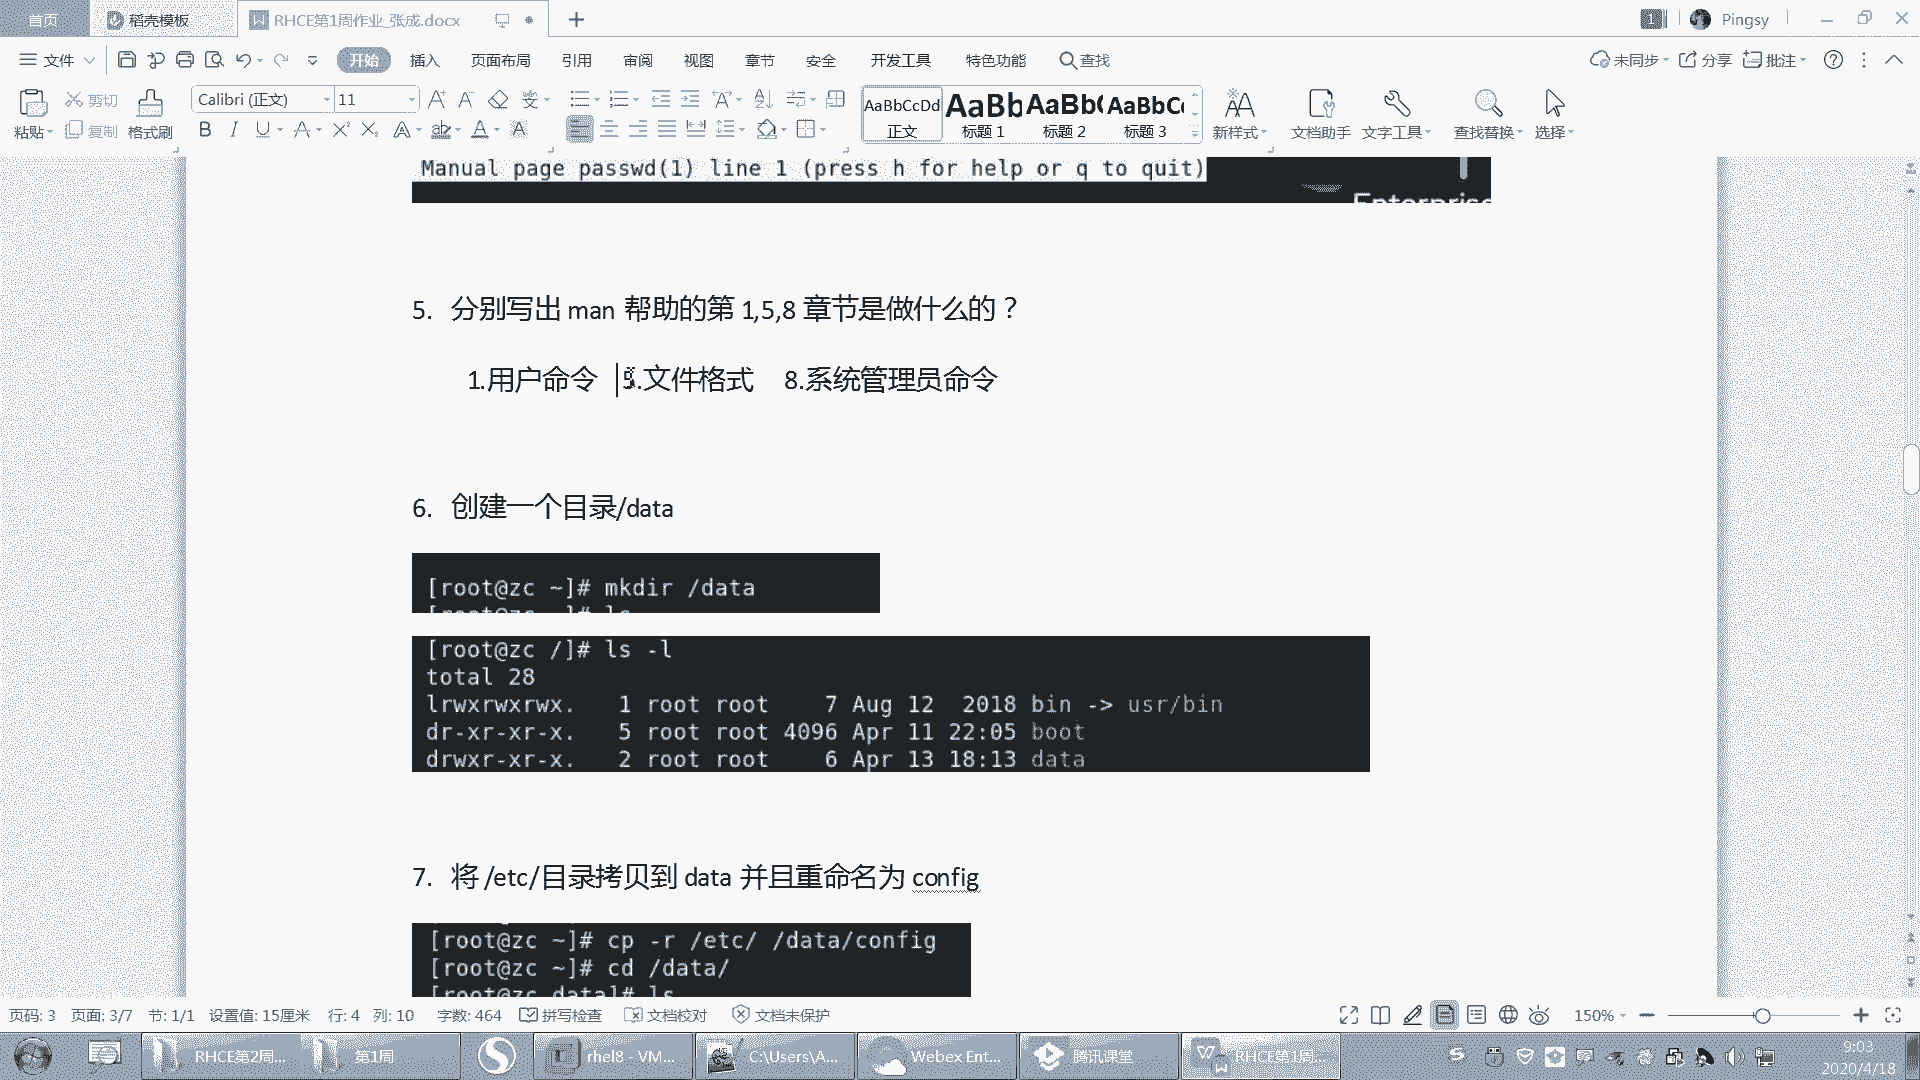 首页 稻壳模板 RHCE第1周作业_张成.docx 1 Pingsy
文件 开始 插入 页面布局 引用 审阅 视图 章节 安全 开发工具 特色功能 查找 未同步 分享 批注
粘贴 剪切 复制 格式刷 Calibri (正文) 11 AaBbCcDd 正文 AaBb 标题 1 AaBb( 标题 2 AaBbC 标题 3 新样式 文档助手 文字工具 查找替换 选择
Manual page passwd(1) line 1 (press h for help or q to quit)
Enterprise
5. 分别写出 man 帮助的第 1,5,8 章节是做什么的？
1.用户命令 5.文件格式 8.系统管理员命令
6. 创建一个目录/data
[root@zc ~]# mkdir /data
[root@zc ~]# ls
[root@zc /]# ls -l
total 28
lrwxrwxrwx. 1 root root 7 Aug 12 2018 bin -> usr/bin
dr-xr-xr-x. 5 root root 4096 Apr 11 22:05 boot
drwxr-xr-x. 2 root root 6 Apr 13 18:13 data
7. 将 /etc/目录拷贝到 data 并且重命名为 config
[root@zc ~]# cp -r /etc/ /data/config
[root@zc ~]# cd /data/
[root@zc data]# ls
页码: 3 页面: 3/7 节: 1/1 设置值: 15厘米 行: 4 列: 10 字数: 464 拼写检查 文档校对 文档未保护 150%
RHCE第2周... 第1周 rhel8 - VM... C:\Users\A... Webex Ent... 腾讯课堂 RHCE第1周... 9:03
2020/4/18